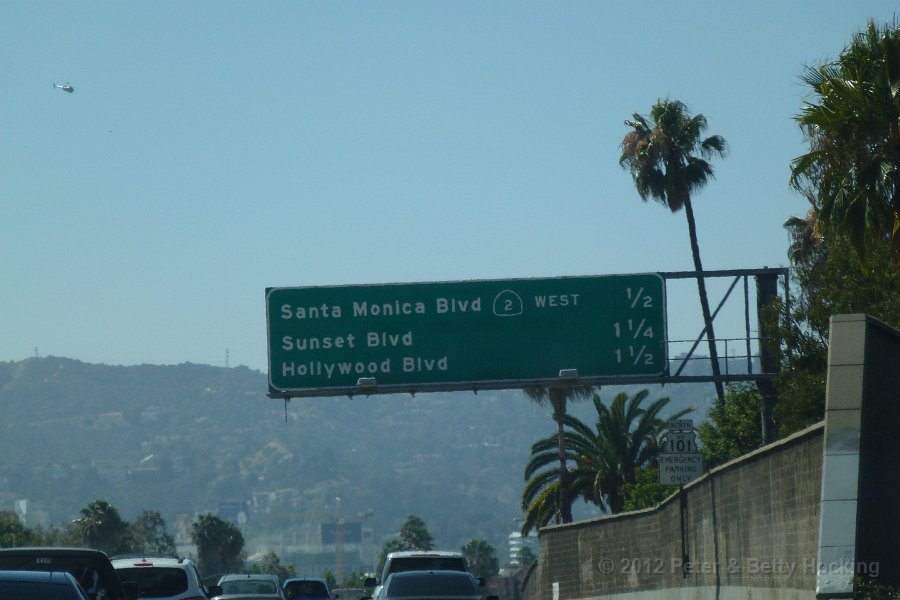 Santa Monica Blvd 2 WEST 1/2
Sunset Blvd 1 1/4
Hollywood Blvd 1 1/2
NORTH
101
EMERGENCY
PARKING
ONLY
© 2012 Peter & Betty Hocking